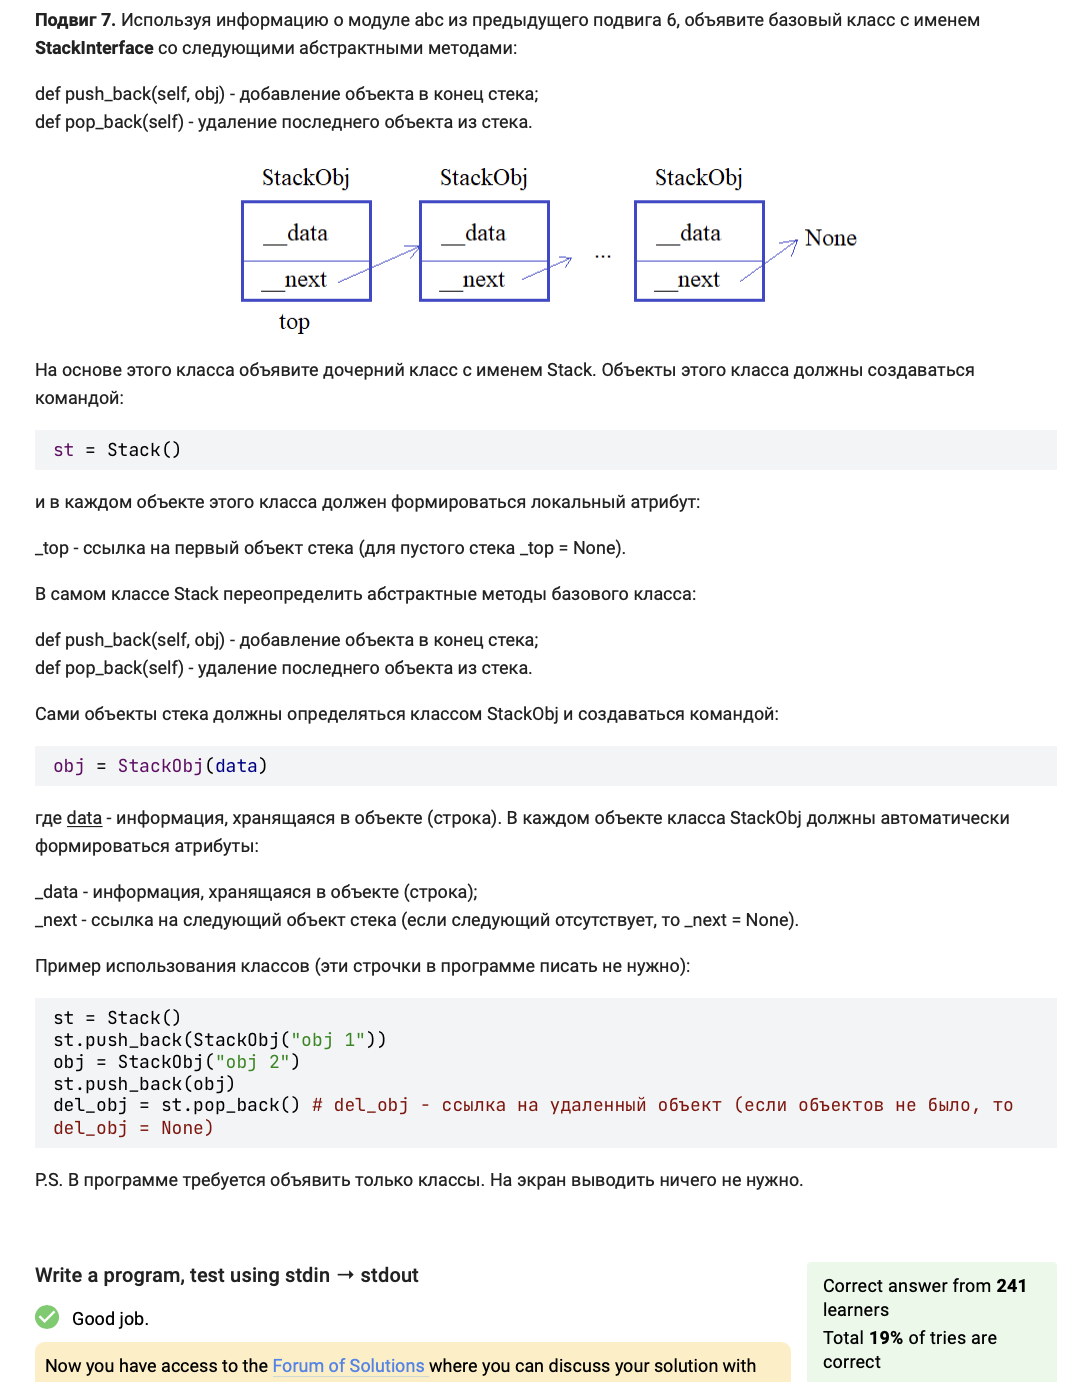 Подвиг 7. Используя информацию о модуле abc из предыдущего подвига 6, объявите базовый класс с именем
StackInterface со следующими абстрактными методами:
def push_back(self, obj) - добавление объекта в конец стека;
def pop_back(self) - удаление последнего объекта из стека.
StackObj StackObj StackObj
__data __data __data None
...
__next __next __next
top
На основе этого класса объявите дочерний класс с именем Stack. Объекты этого класса должны создаваться
командой:
st = Stack()
и в каждом объекте этого класса должен формироваться локальный атрибут:
_top - ссылка на первый объект стека (для пустого стека _top = None).
В самом классе Stack переопределить абстрактные методы базового класса:
def push_back(self, obj) - добавление объекта в конец стека;
def pop_back(self) - удаление последнего объекта из стека.
Сами объекты стека должны определяться классом StackObj и создаваться командой:
obj = StackObj(data)
где data - информация, хранящаяся в объекте (строка). В каждом объекте класса StackObj должны автоматически
формироваться атрибуты:
_data - информация, хранящаяся в объекте (строка);
_next - ссылка на следующий объект стека (если следующий отсутствует, то _next = None).
Пример использования классов (эти строчки в программе писать не нужно):
st = Stack()
st.push_back(StackObj("obj 1"))
obj = StackObj("obj 2")
st.push_back(obj)
del_obj = st.pop_back() # del_obj - ссылка на удаленный объект (если объектов не было, то
del_obj = None)
P.S. В программе требуется объявить только классы. На экран выводить ничего не нужно.
Write a program, test using stdin → stdout
Good job.
Now you have access to the Forum of Solutions where you can discuss your solution with
Correct answer from 241
learners
Total 19% of tries are
correct